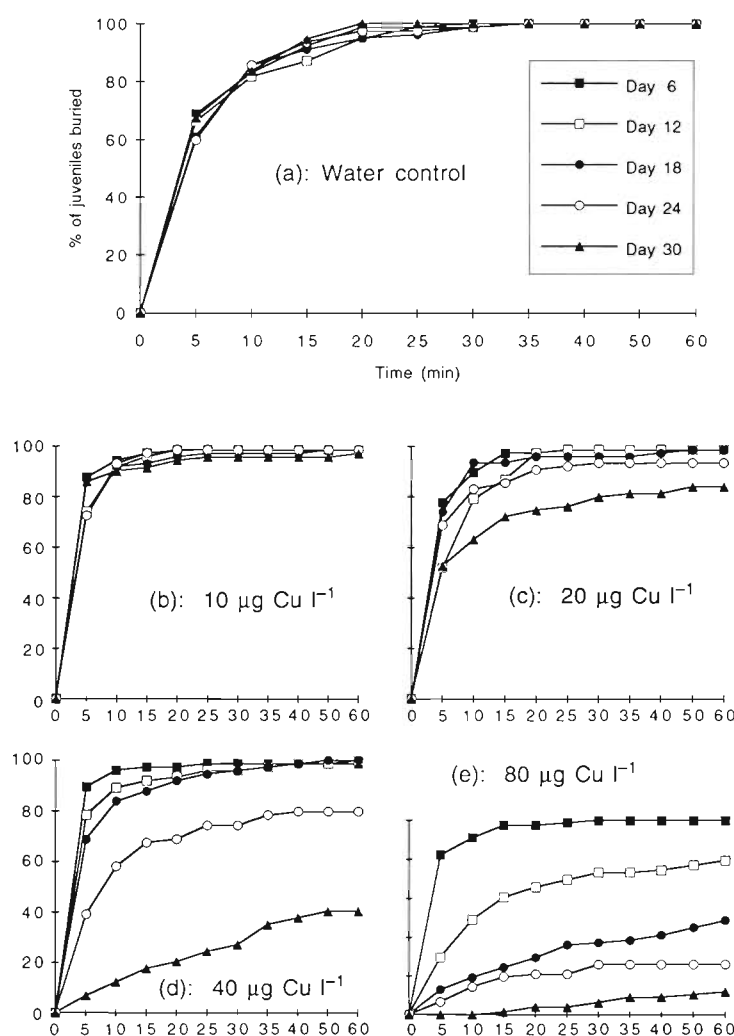 100
80
60
40
20
0
% of juveniles buried
0 5 10 15 20 25 30 35 40 50 60
Time (min)
(a): Water control
Day 6
Day 12
Day 18
Day 24
Day 30
100
80
60
40
20
0
0 5 10 15 20 25 30 35 40 50 60
(b): 10 µg Cu l⁻¹
0 5 10 15 20 25 30 35 40 50 60
(c): 20 µg Cu l⁻¹
100
80
60
40
20
0
0 5 10 15 20 25 30 35 40 50 60
(d): 40 µg Cu l⁻¹
(e): 80 µg Cu l⁻¹
0 5 10 15 20 25 30 35 40 50 60